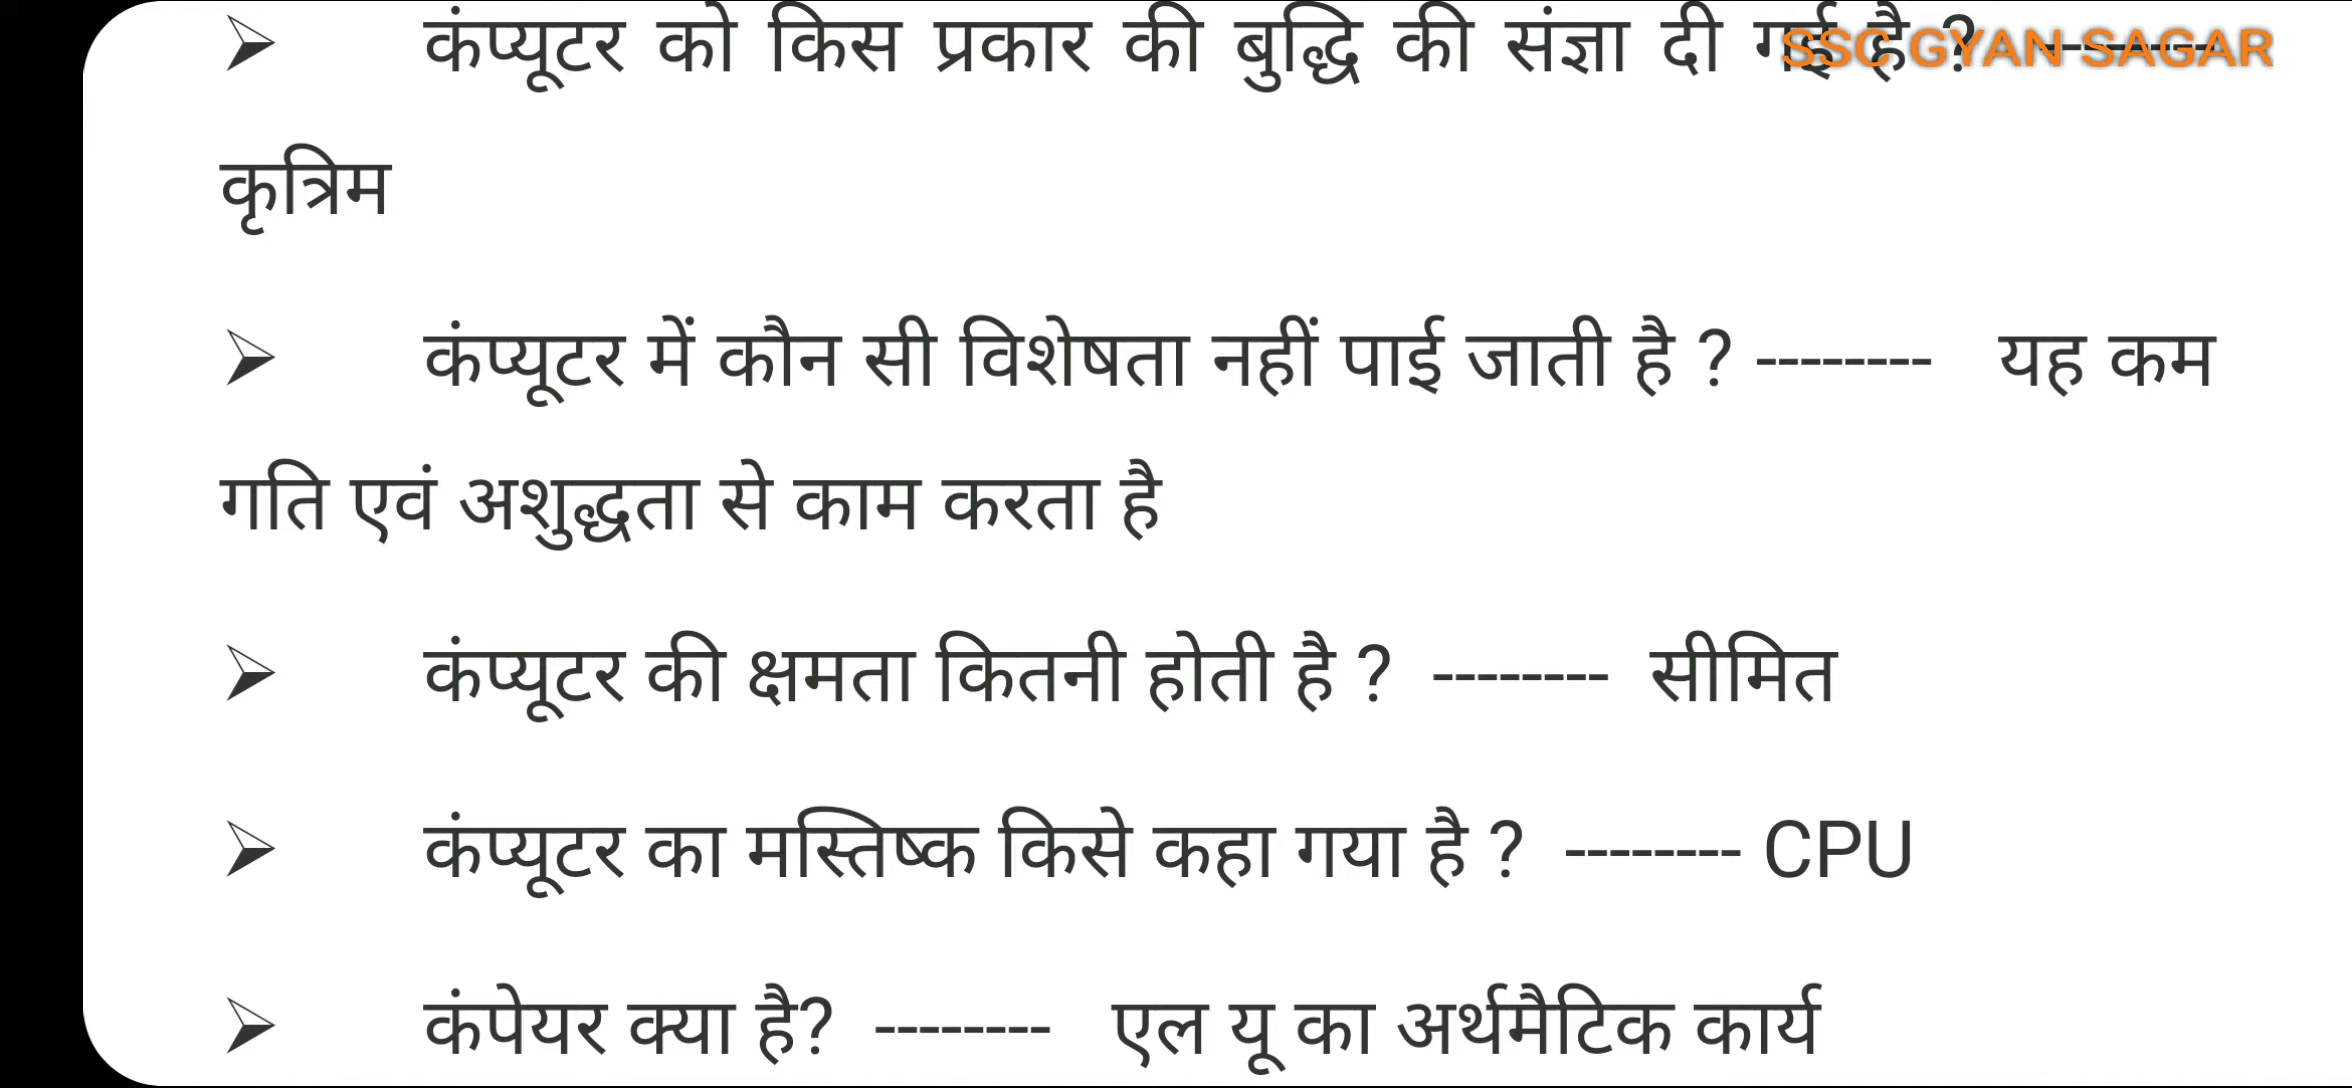 ➢ कंप्यूटर को किस प्रकार की बुद्धि की संज्ञा दी गई है ? --------
SSC GYAN SAGAR
कृत्रिम
➢ कंप्यूटर में कौन सी विशेषता नहीं पाई जाती है ? -------- यह कम
गति एवं अशुद्धता से काम करता है
➢ कंप्यूटर की क्षमता कितनी होती है ? -------- सीमित
➢ कंप्यूटर का मस्तिष्क किसे कहा गया है ? -------- CPU
➢ कंपेयर क्या है? -------- एल यू का अर्थमैटिक कार्य